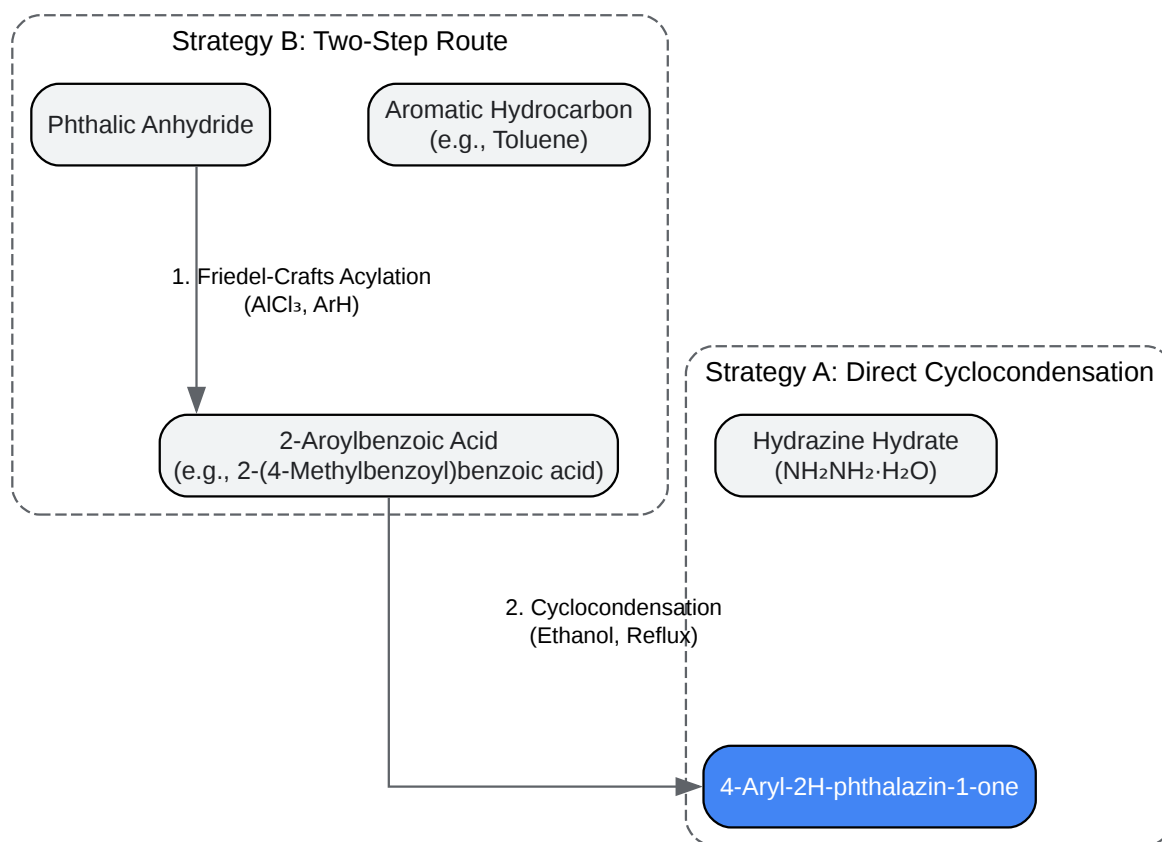 Strategy B: Two-Step Route
Phthalic Anhydride
Aromatic Hydrocarbon
(e.g., Toluene)
1. Friedel-Crafts Acylation
(AlCl₃, ArH)
Strategy A: Direct Cyclocondensation
2-Aroylbenzoic Acid
(e.g., 2-(4-Methylbenzoyl)benzoic acid)
Hydrazine Hydrate
(NH₂NH₂·H₂O)
2. Cyclocondensation
(Ethanol, Reflux)
4-Aryl-2H-phthalazin-1-one